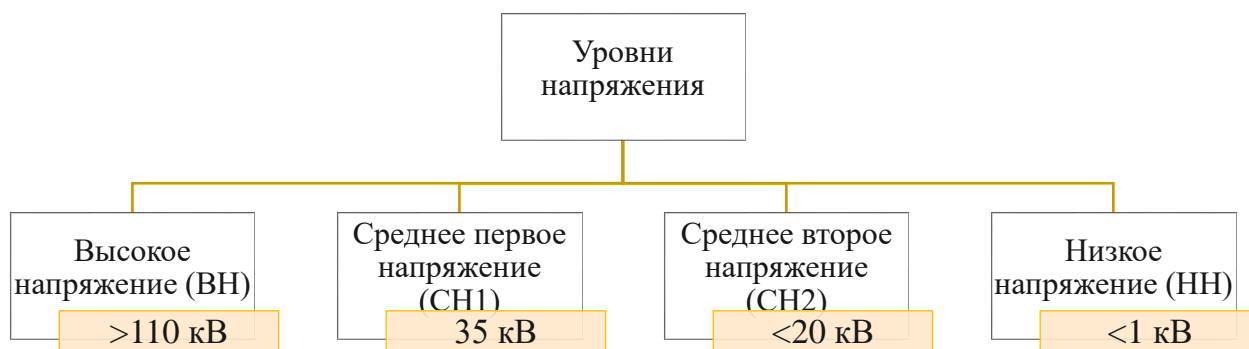 Уровни
напряжения
Высокое
напряжение (ВН)
>110 кВ
Среднее первое
напряжение
(СН1)
35 кВ
Среднее второе
напряжение
(СН2)
<20 кВ
Низкое
напряжение (НН)
<1 кВ